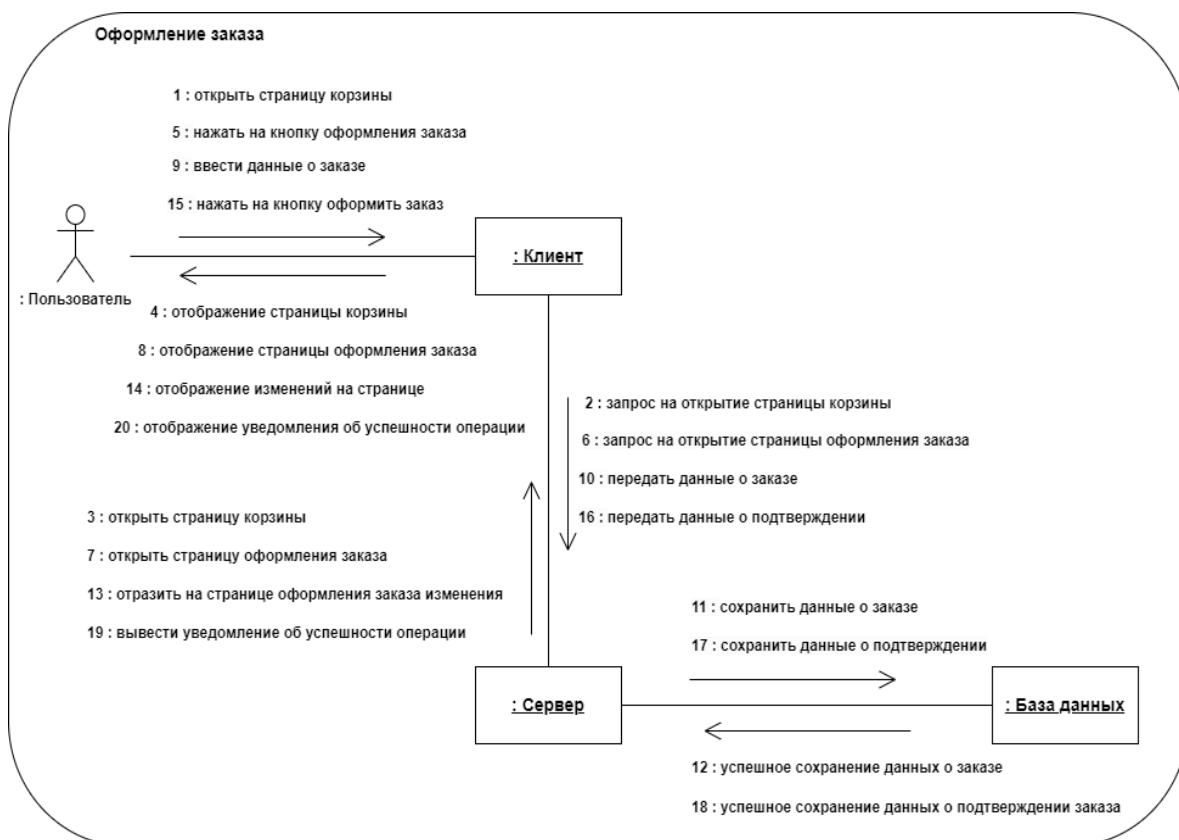 Оформление заказа
1 : открыть страницу корзины
5 : нажать на кнопку оформления заказа
9 : ввести данные о заказе
15 : нажать на кнопку оформить заказ
: Клиент
: Пользователь
4 : отображение страницы корзины
8 : отображение страницы оформления заказа
14 : отображение изменений на странице
20 : отображение уведомления об успешности операции
2 : запрос на открытие страницы корзины
6 : запрос на открытие страницы оформления заказа
10 : передать данные о заказе
16 : передать данные о подтверждении
3 : открыть страницу корзины
7 : открыть страницу оформления заказа
13 : отразить на странице оформления заказа изменения
19 : вывести уведомление об успешности операции
11 : сохранить данные о заказе
17 : сохранить данные о подтверждении
: Сервер
: База данных
12 : успешное сохранение данных о заказе
18 : успешное сохранение данных о подтверждении заказа